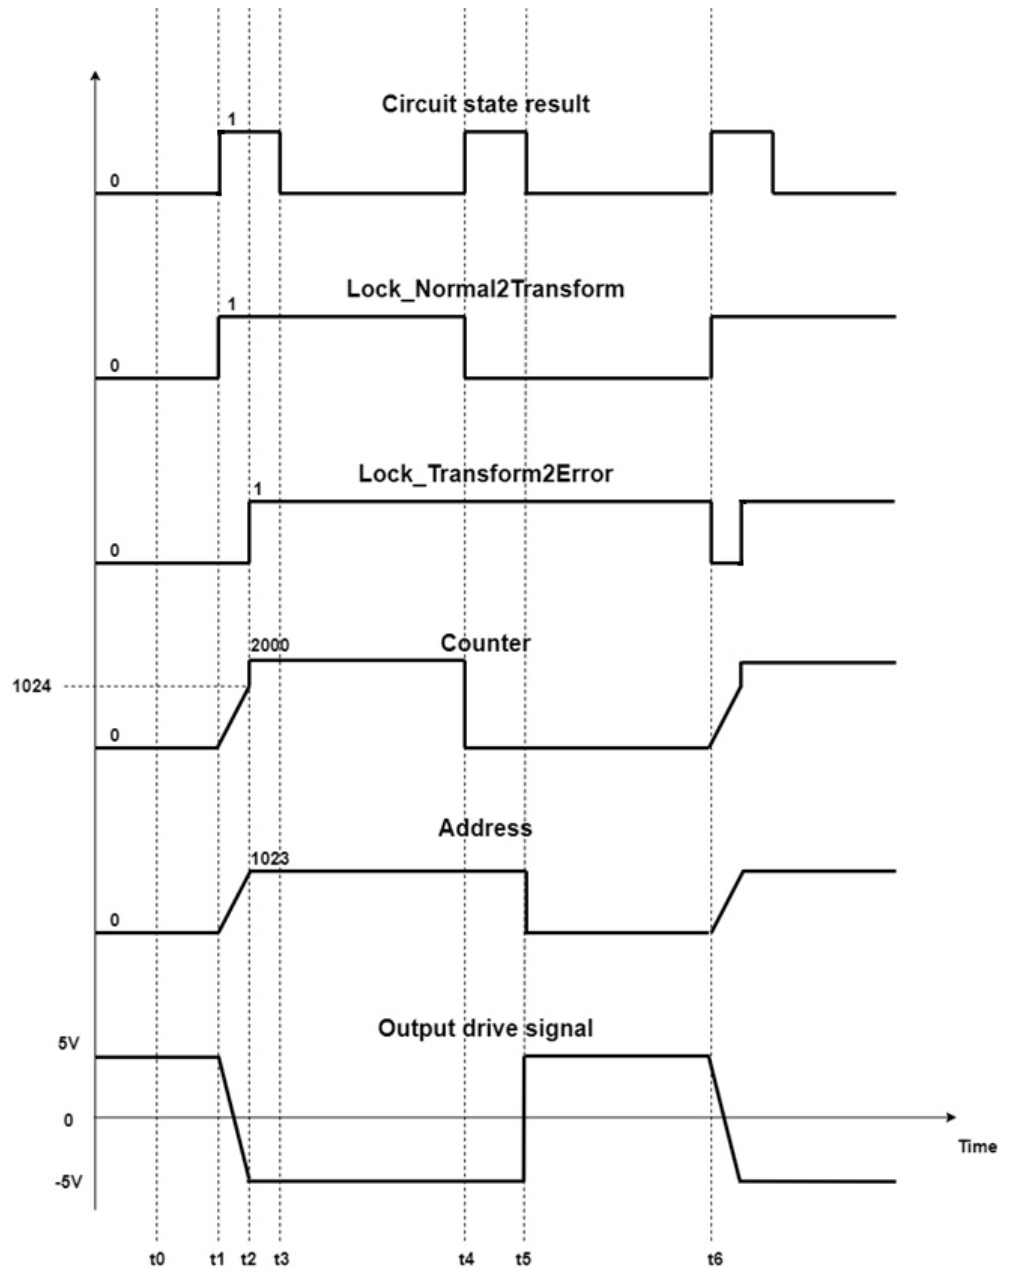 Circuit state result
1
0
Lock_Normal2Transform
1
0
Lock_Transform2Error
1
0
Counter
2000
1024
0
Address
1023
0
Output drive signal
5V
0
Time
-5V
t0 t1 t2 t3 t4 t5 t6